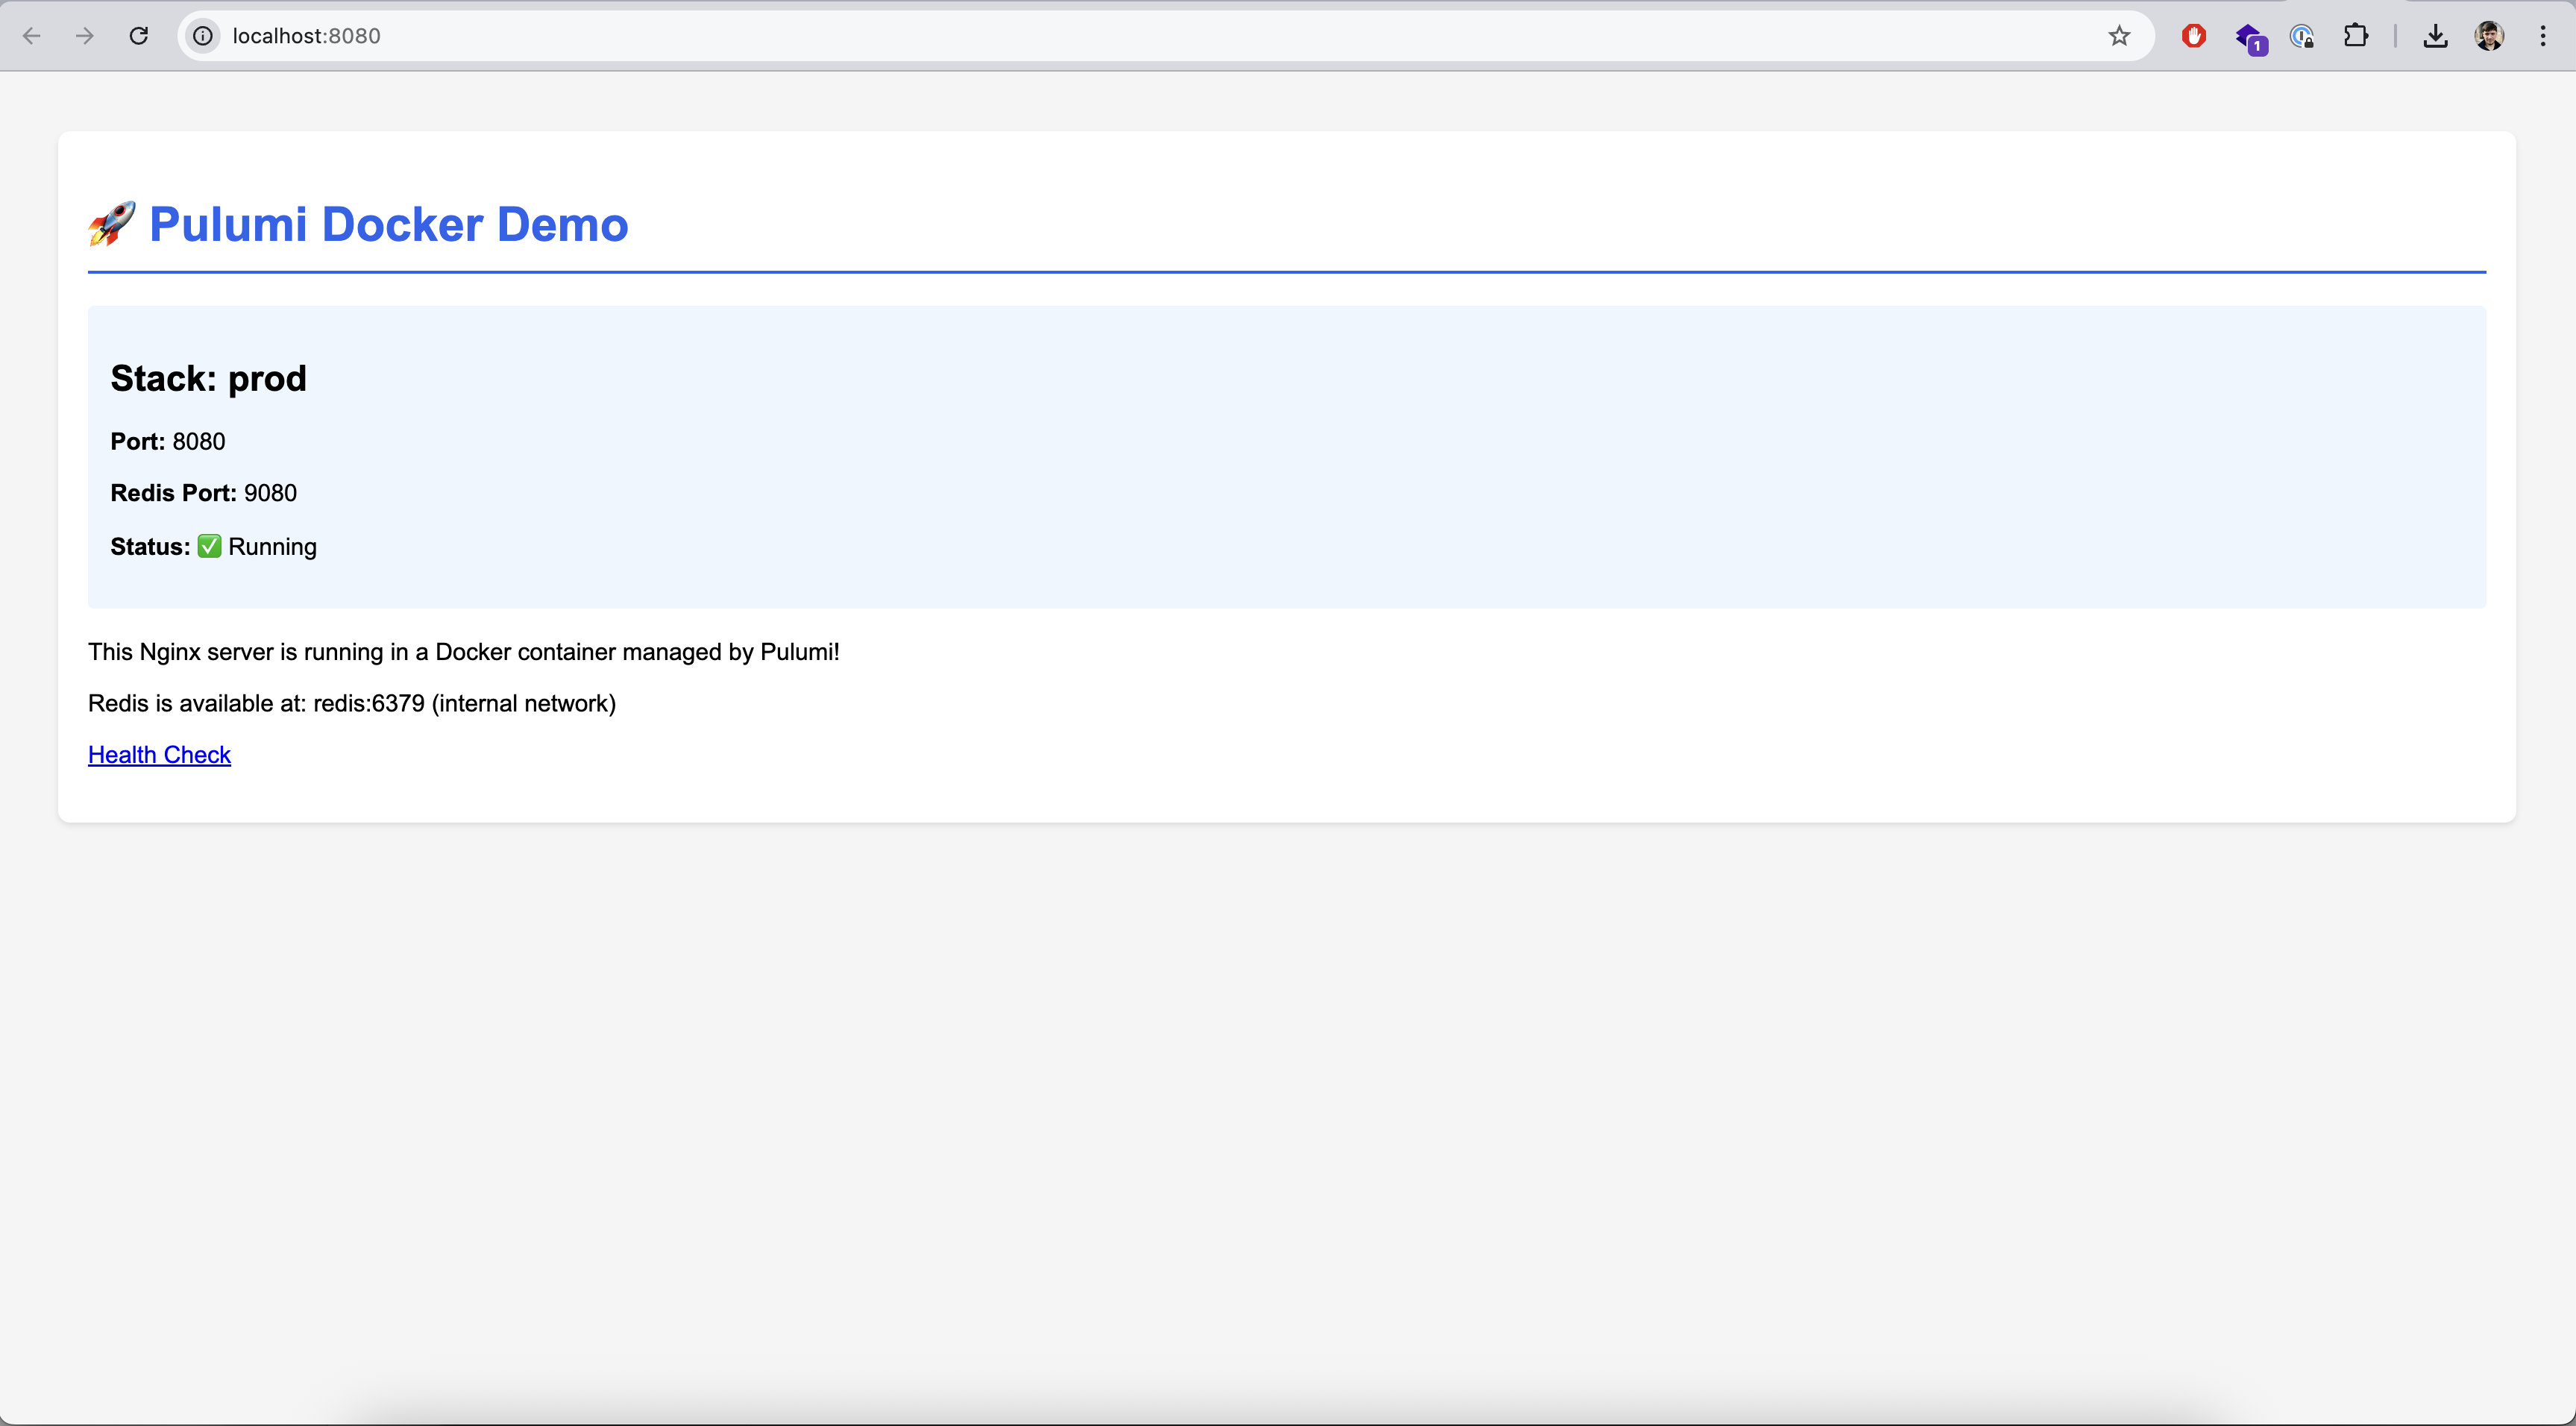 localhost:8080
1
🚀 Pulumi Docker Demo
Stack: prod
Port: 8080
Redis Port: 9080
Status: ✅ Running
This Nginx server is running in a Docker container managed by Pulumi!
Redis is available at: redis:6379 (internal network)
Health Check